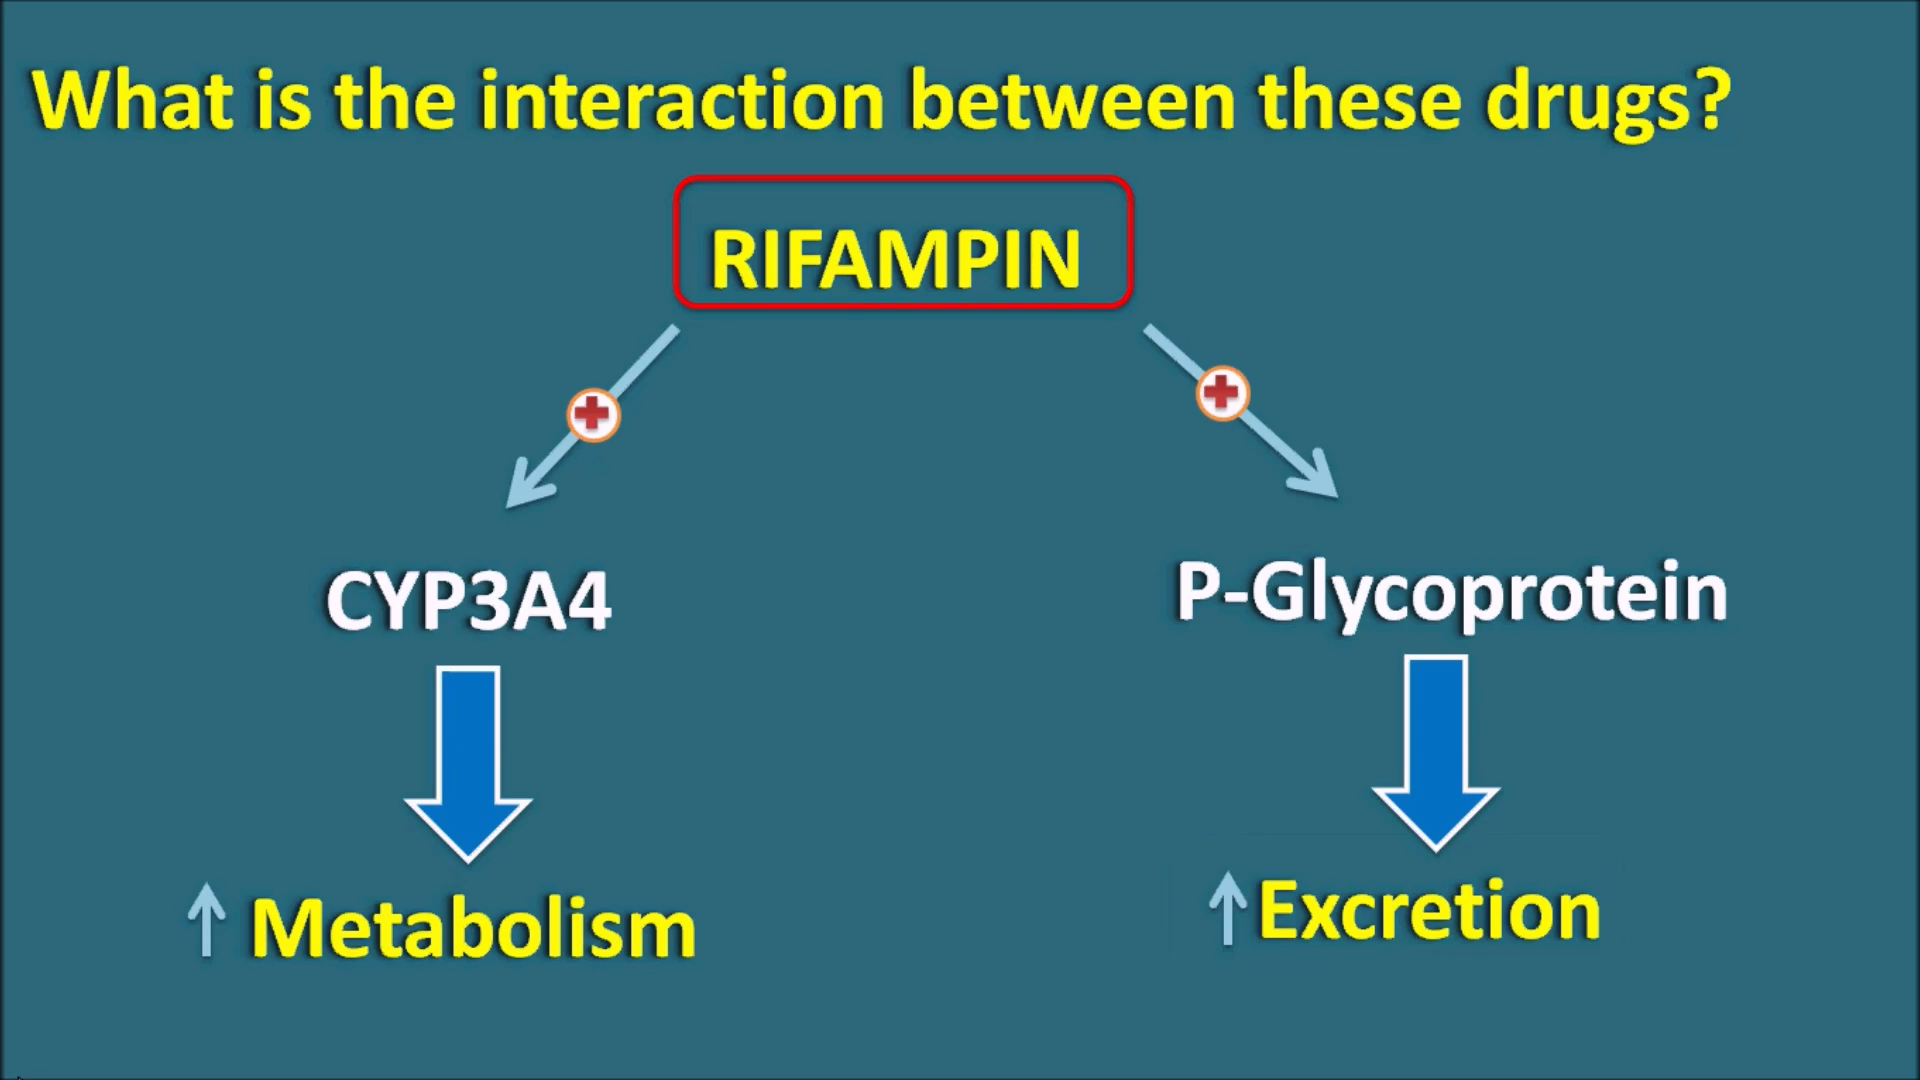 What is the interaction between these drugs?
RIFAMPIN
CYP3A4
P-Glycoprotein
↑ Metabolism
↑ Excretion